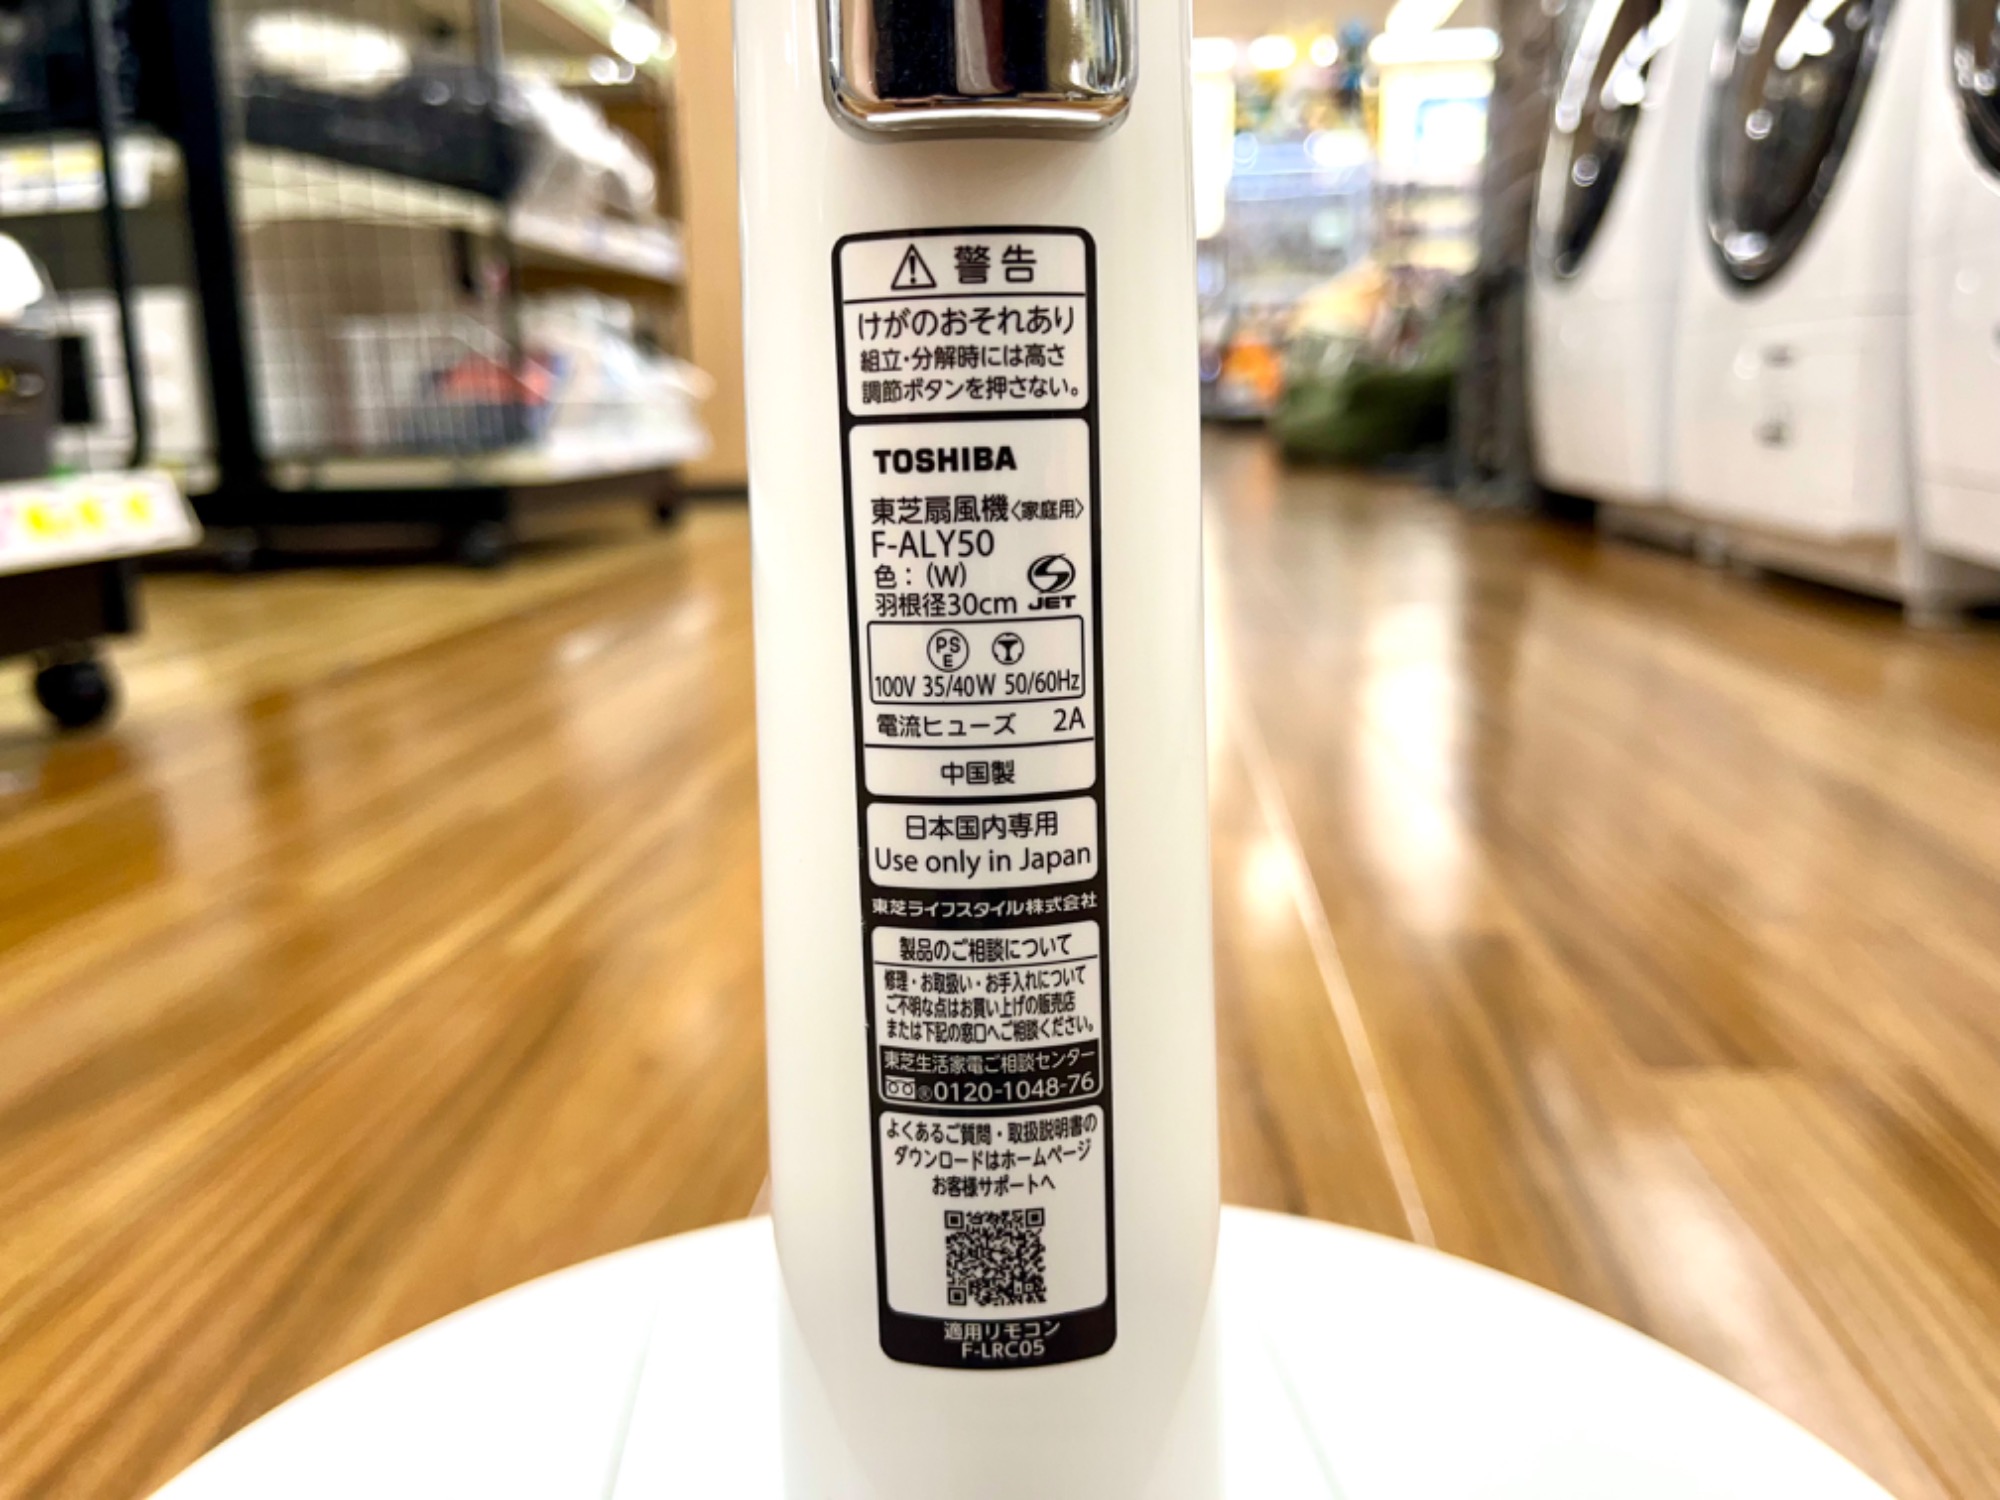 警告
けがのおそれあり
組立・分解時には高さ
調節ボタンを押さない。
TOSHIBA
東芝扇風機〈家庭用〉
F-ALY50
色：(W)
羽根径30cm
JET
PS
E
100V 35/40W 50/60Hz
電流ヒューズ 2A
中国製
日本国内専用
Use only in Japan
東芝ライフスタイル株式会社
製品のご相談について
修理・お取扱い・お手入れについて
ご不明な点はお買い上げの販売店
または下記の窓口へご相談ください。
東芝生活家電ご相談センター
®0120-1048-76
よくあるご質問・取扱説明書の
ダウンロードはホームページ
お客様サポートへ
適用リモコン
F-LRC05